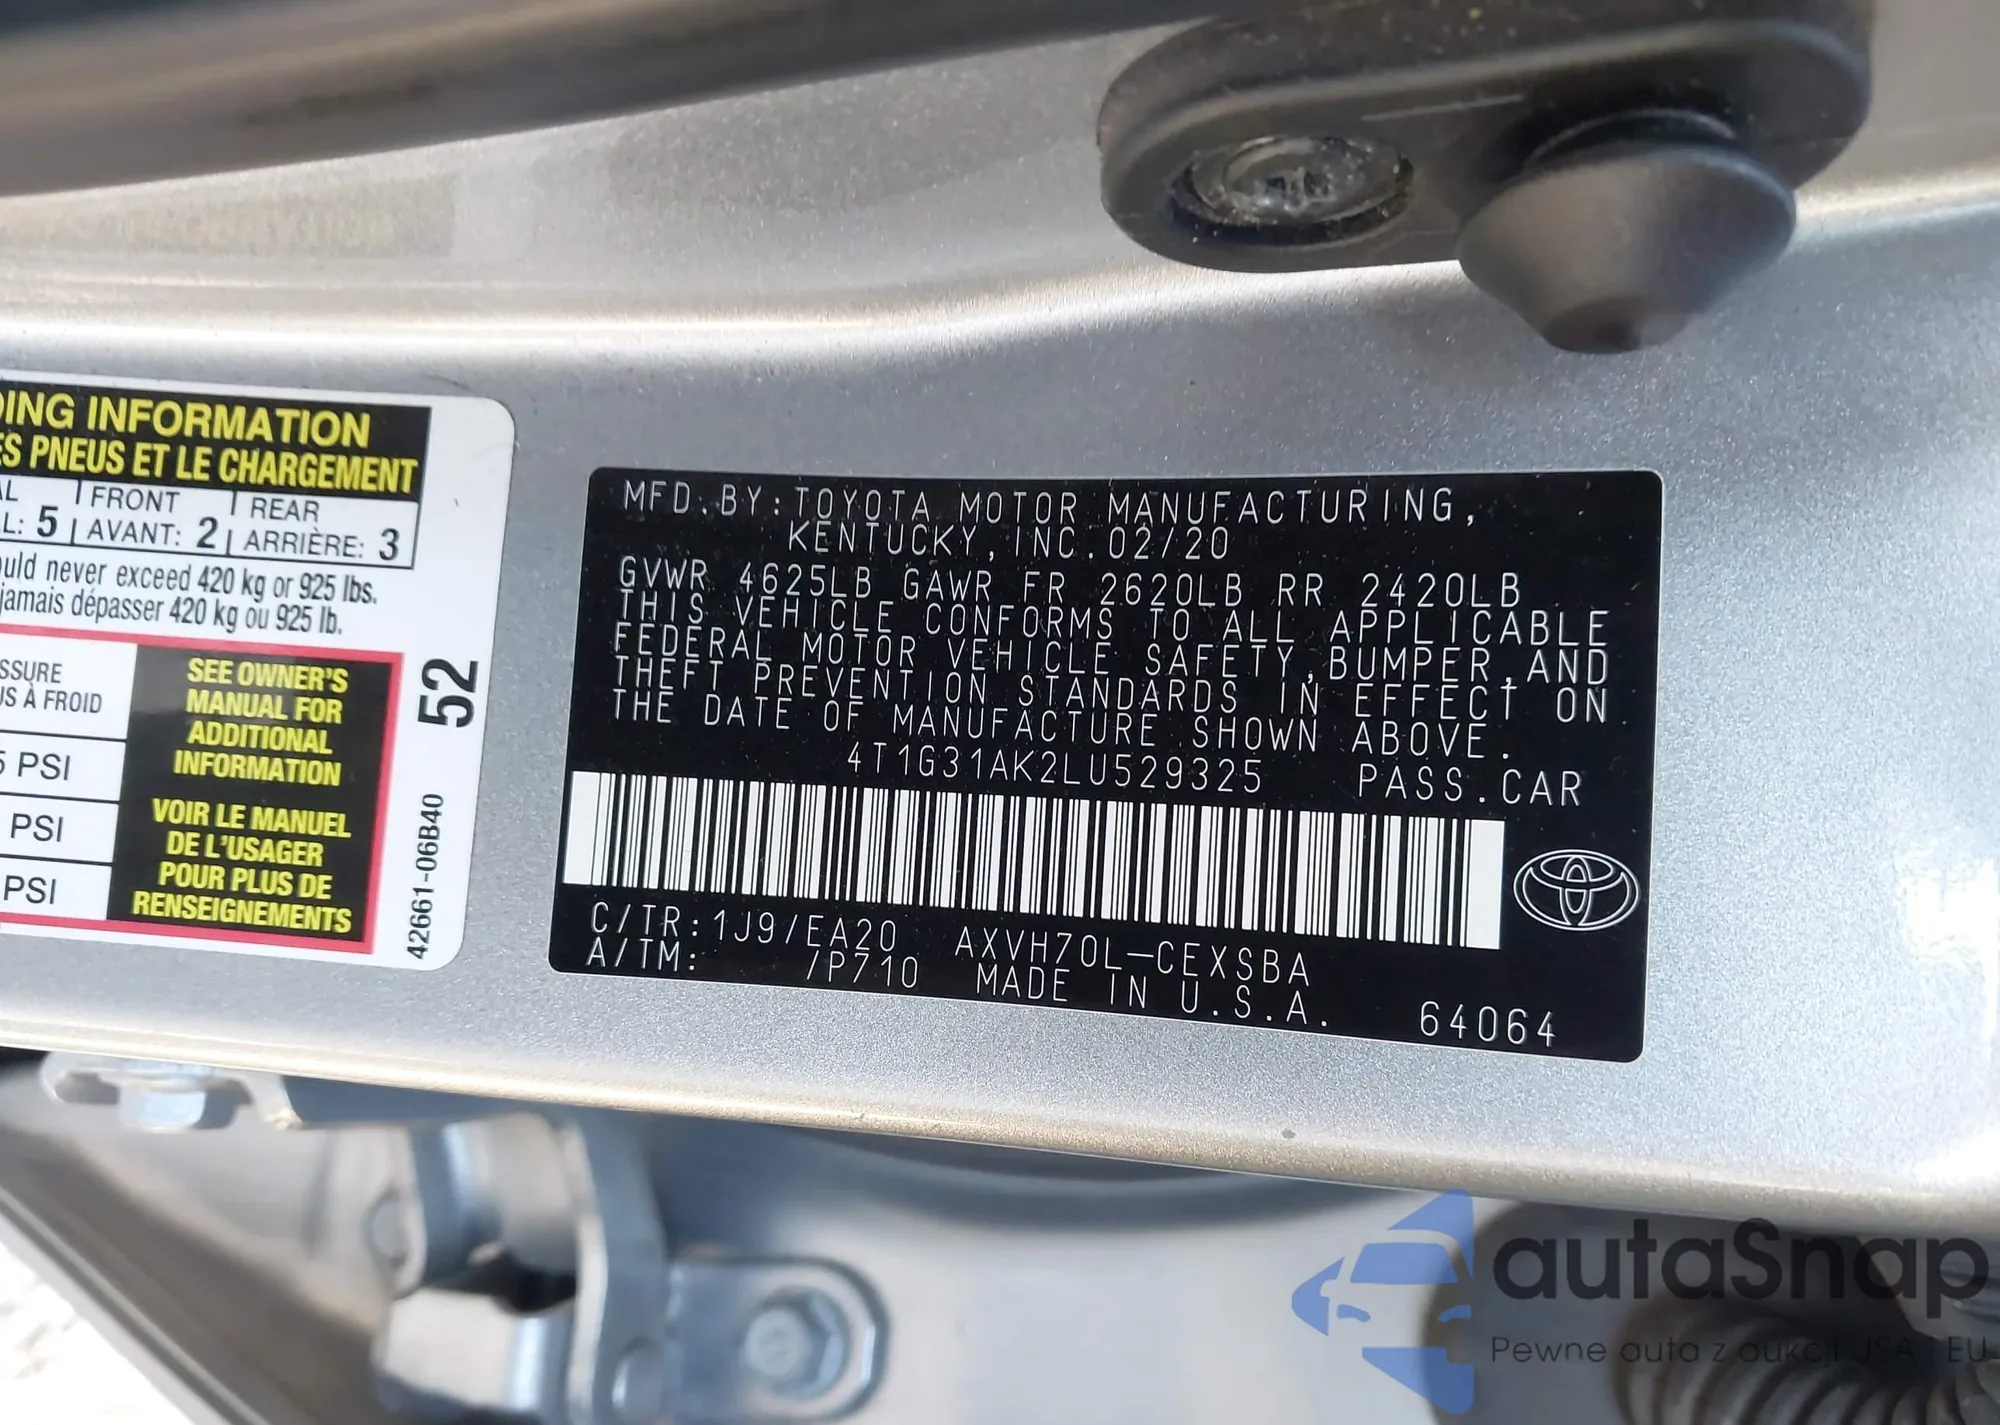 DING INFORMATION
ES PNEUS ET LE CHARGEMENT
AL FRONT REAR
L: 5 AVANT: 2 ARRIÈRE: 3
uld never exceed 420 kg or 925 lbs.
jamais dépasser 420 kg ou 925 lb.
SSURE
US À FROID
5 PSI
PSI
PSI
SEE OWNER'S
MANUAL FOR
ADDITIONAL
INFORMATION
VOIR LE MANUEL
DE L'USAGER
POUR PLUS DE
RENSEIGNEMENTS
42661-06B40 52
MFD.BY:TOYOTA MOTOR MANUFACTURING,
KENTUCKY,INC.02/20
GVWR 4625LB GAWR FR 2620LB RR 2420LB
THIS VEHICLE CONFORMS TO ALL APPLICABLE
FEDERAL MOTOR VEHICLE SAFETY,BUMPER,AND
THEFT PREVENTION STANDARDS IN EFFECT ON
THE DATE OF MANUFACTURE SHOWN ABOVE.
4T1G31AK2LU529325 PASS.CAR
C/TR:1J9/EA20 AXVH70L-CEXSBA
A/TM: /P710 MADE IN U.S.A. 64064
autaSnap
Pewne auta z aukcji USA i EU